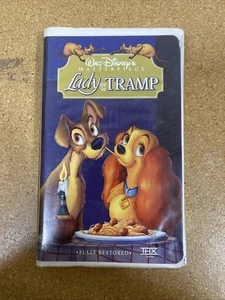 WALT DISNEY'S
MASTERPIECE
Lady AND THE TRAMP
• FULLY RESTORED •
THX